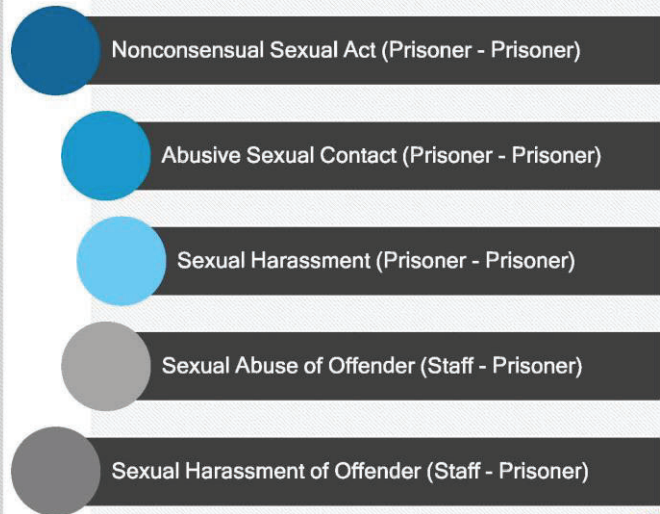 Nonconsensual Sexual Act (Prisoner - Prisoner)
Abusive Sexual Contact (Prisoner - Prisoner)
Sexual Harassment (Prisoner - Prisoner)
Sexual Abuse of Offender (Staff - Prisoner)
Sexual Harassment of Offender (Staff - Prisoner)